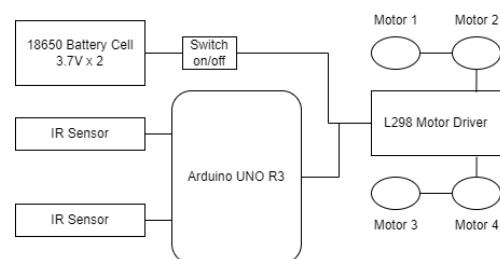 Motor 1
Motor 2
18650 Battery Cell
3.7V x 2
Switch
on/off
L298 Motor Driver
IR Sensor
Arduino UNO R3
IR Sensor
Motor 3
Motor 4